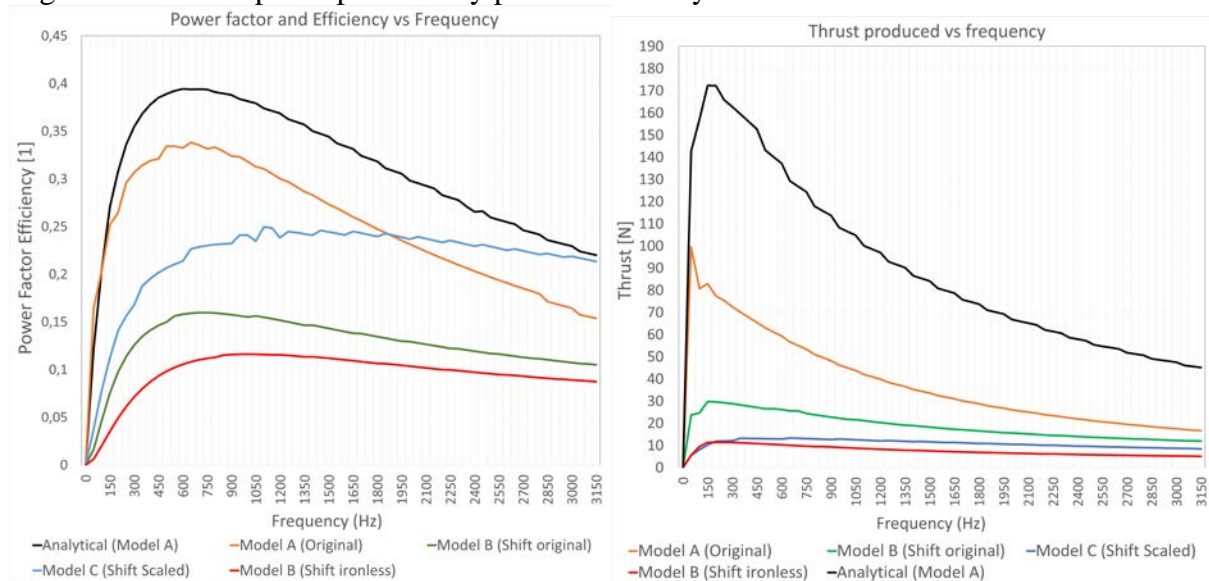 Power factor and Efficiency vs Frequency
0,45
0,4
0,35
0,3
0,25
0,2
0,15
0,1
0,05
0
Power Factor Efficiency [1]
0 150 300 450 600 750 900 1050 1200 1350 1500 1650 1800 1950 2100 2250 2400 2550 2700 2850 3000 3150
Frequency (Hz)
Analytical (Model A) Model A (Original) Model B (Shift original)
Model C (Shift Scaled) Model B (Shift ironless)
Thrust produced vs frequency
190
180
170
160
150
140
130
120
110
100
90
80
70
60
50
40
30
20
10
0
Thrust [N]
0 150 300 450 600 750 900 1050 1200 1350 1500 1650 1800 1950 2100 2250 2400 2550 2700 2850 3000 3150
Frequency (Hz)
Model A (Original) Model B (Shift original) Model C (Shift Scaled)
Model B (Shift ironless) Analytical (Model A)